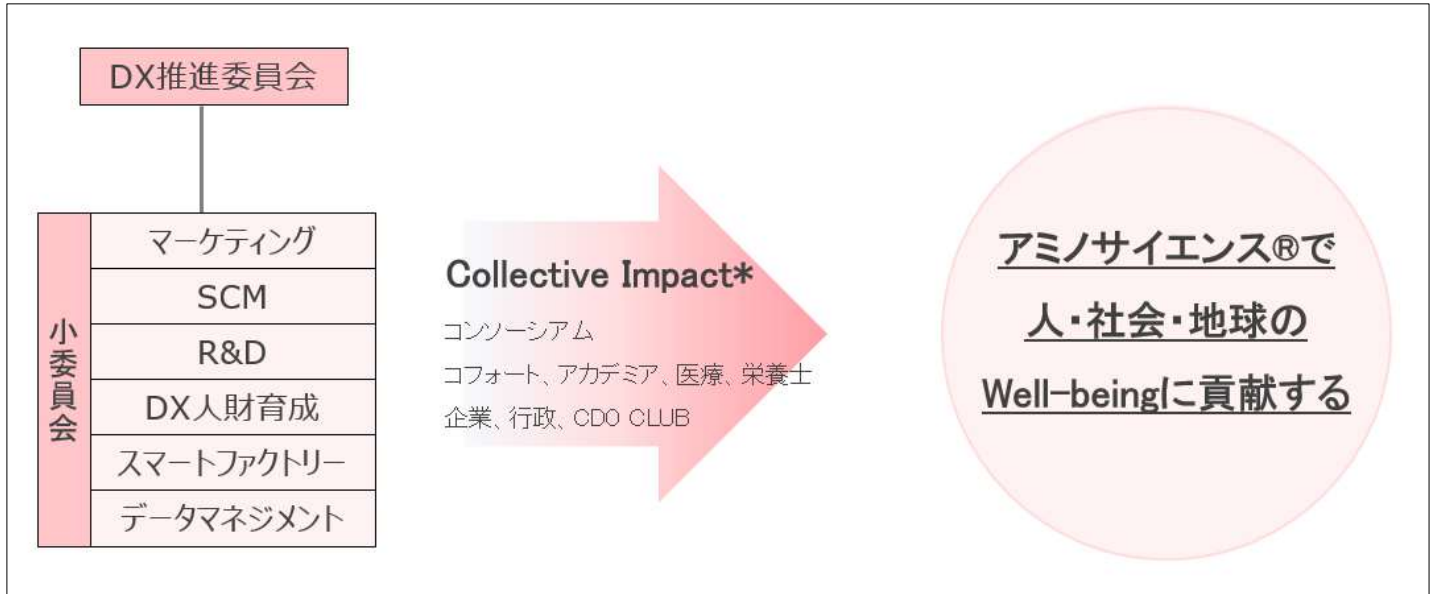 DX推進委員会
小委員会
マーケティング
SCM
R&D
DX人財育成
スマートファクトリー
データマネジメント
Collective Impact*
コンソーシアム
コフォート、アカデミア、医療、栄養士
企業、行政、CDO CLUB
アミノサイエンス®で
人・社会・地球の
Well-beingに貢献する